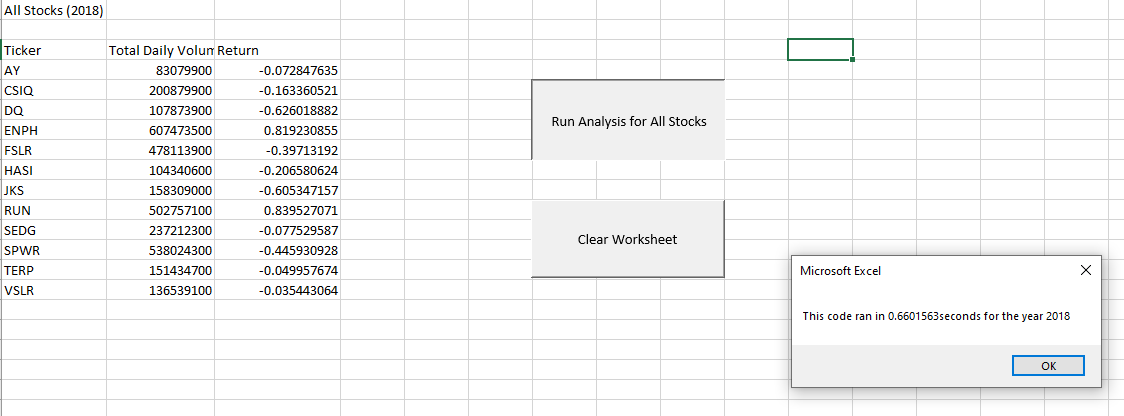 All Stocks (2018)
Ticker Total Daily Volum Return
AY 83079900 -0.072847635
CSIQ 200879900 -0.163360521
DQ 107873900 -0.626018882
ENPH 607473500 0.819230855
FSLR 478113900 -0.39713192
HASI 104340600 -0.206580624
JKS 158309000 -0.605347157
RUN 502757100 0.839527071
SEDG 237212300 -0.077529587
SPWR 538024300 -0.445930928
TERP 151434700 -0.049957674
VSLR 136539100 -0.035443064
Run Analysis for All Stocks
Clear Worksheet
Microsoft Excel
This code ran in 0.6601563seconds for the year 2018
OK